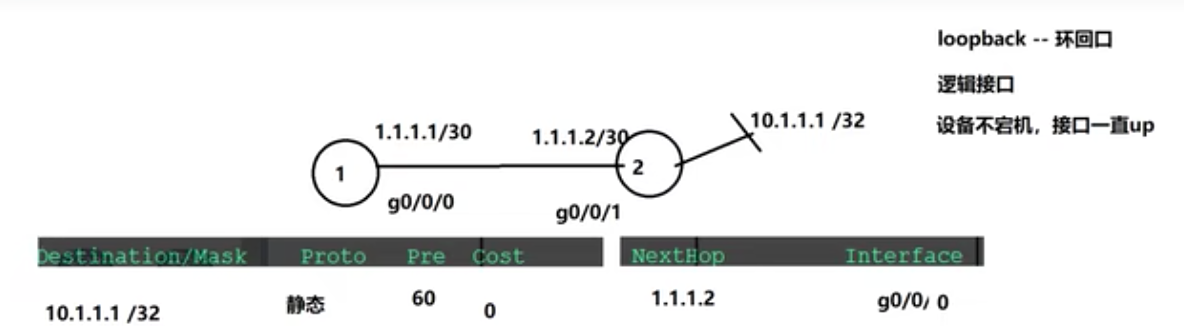 loopback -- 环回口
逻辑接口
设备不宕机，接口一直up
1.1.1.1/30
1.1.1.2/30
10.1.1.1 /32
1
2
g0/0/0
g0/0/1
Destination/Mask Proto Pre Cost NextHop Interface
10.1.1.1 /32 静态 60 0 1.1.1.2 g0/0/ 0